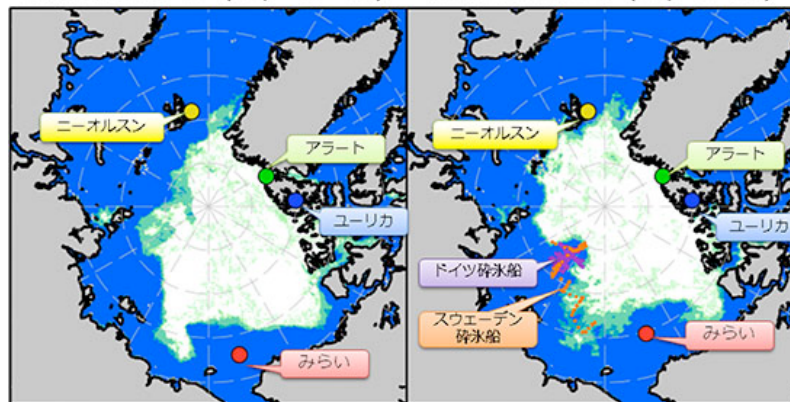 ニーオルスン
アラート
ユーリカ
みらい
ニーオルスン
アラート
ユーリカ
ドイツ砕氷船
スウェーデン
砕氷船
みらい